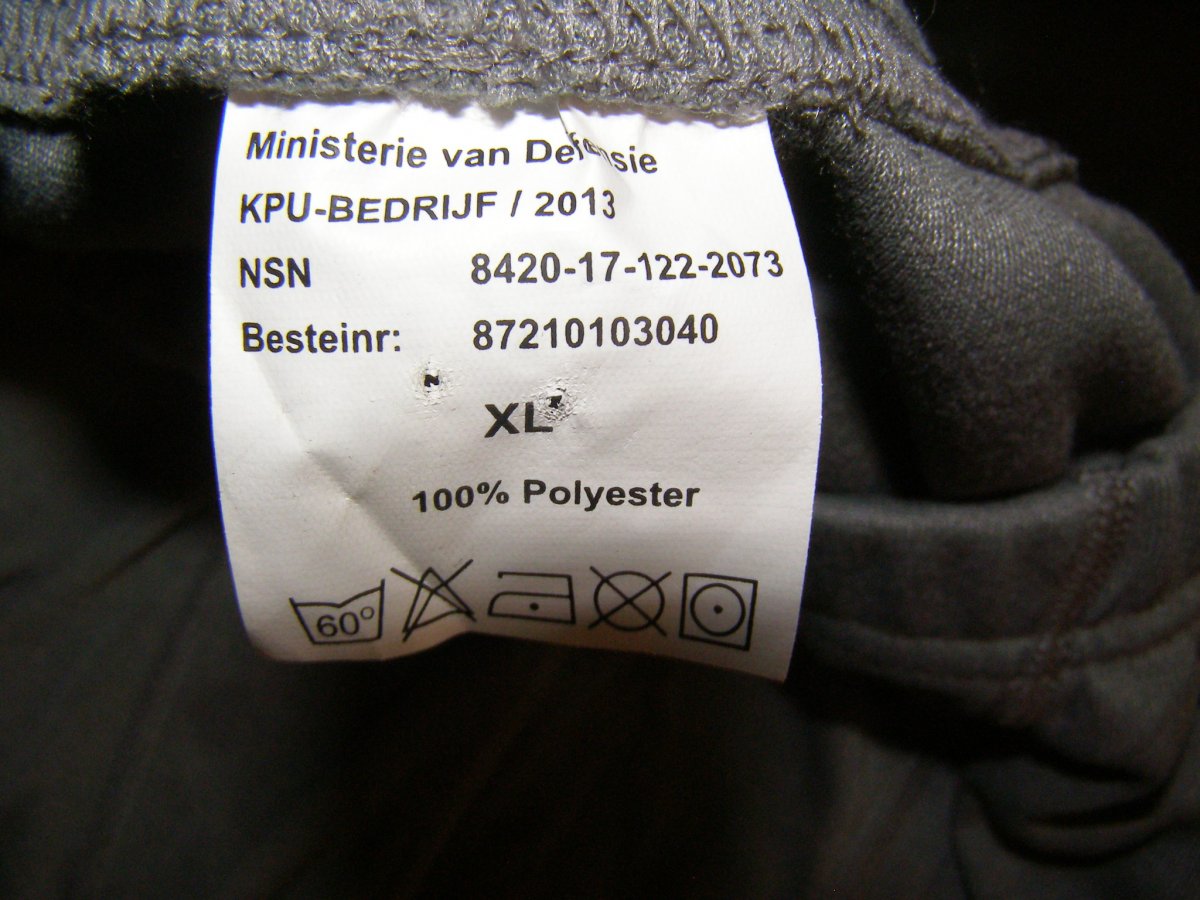 Ministerie van Defensie
KPU-BEDRIJF / 2013
NSN 8420-17-122-2073
Besteinr: 87210103040
XL
100% Polyester
60°